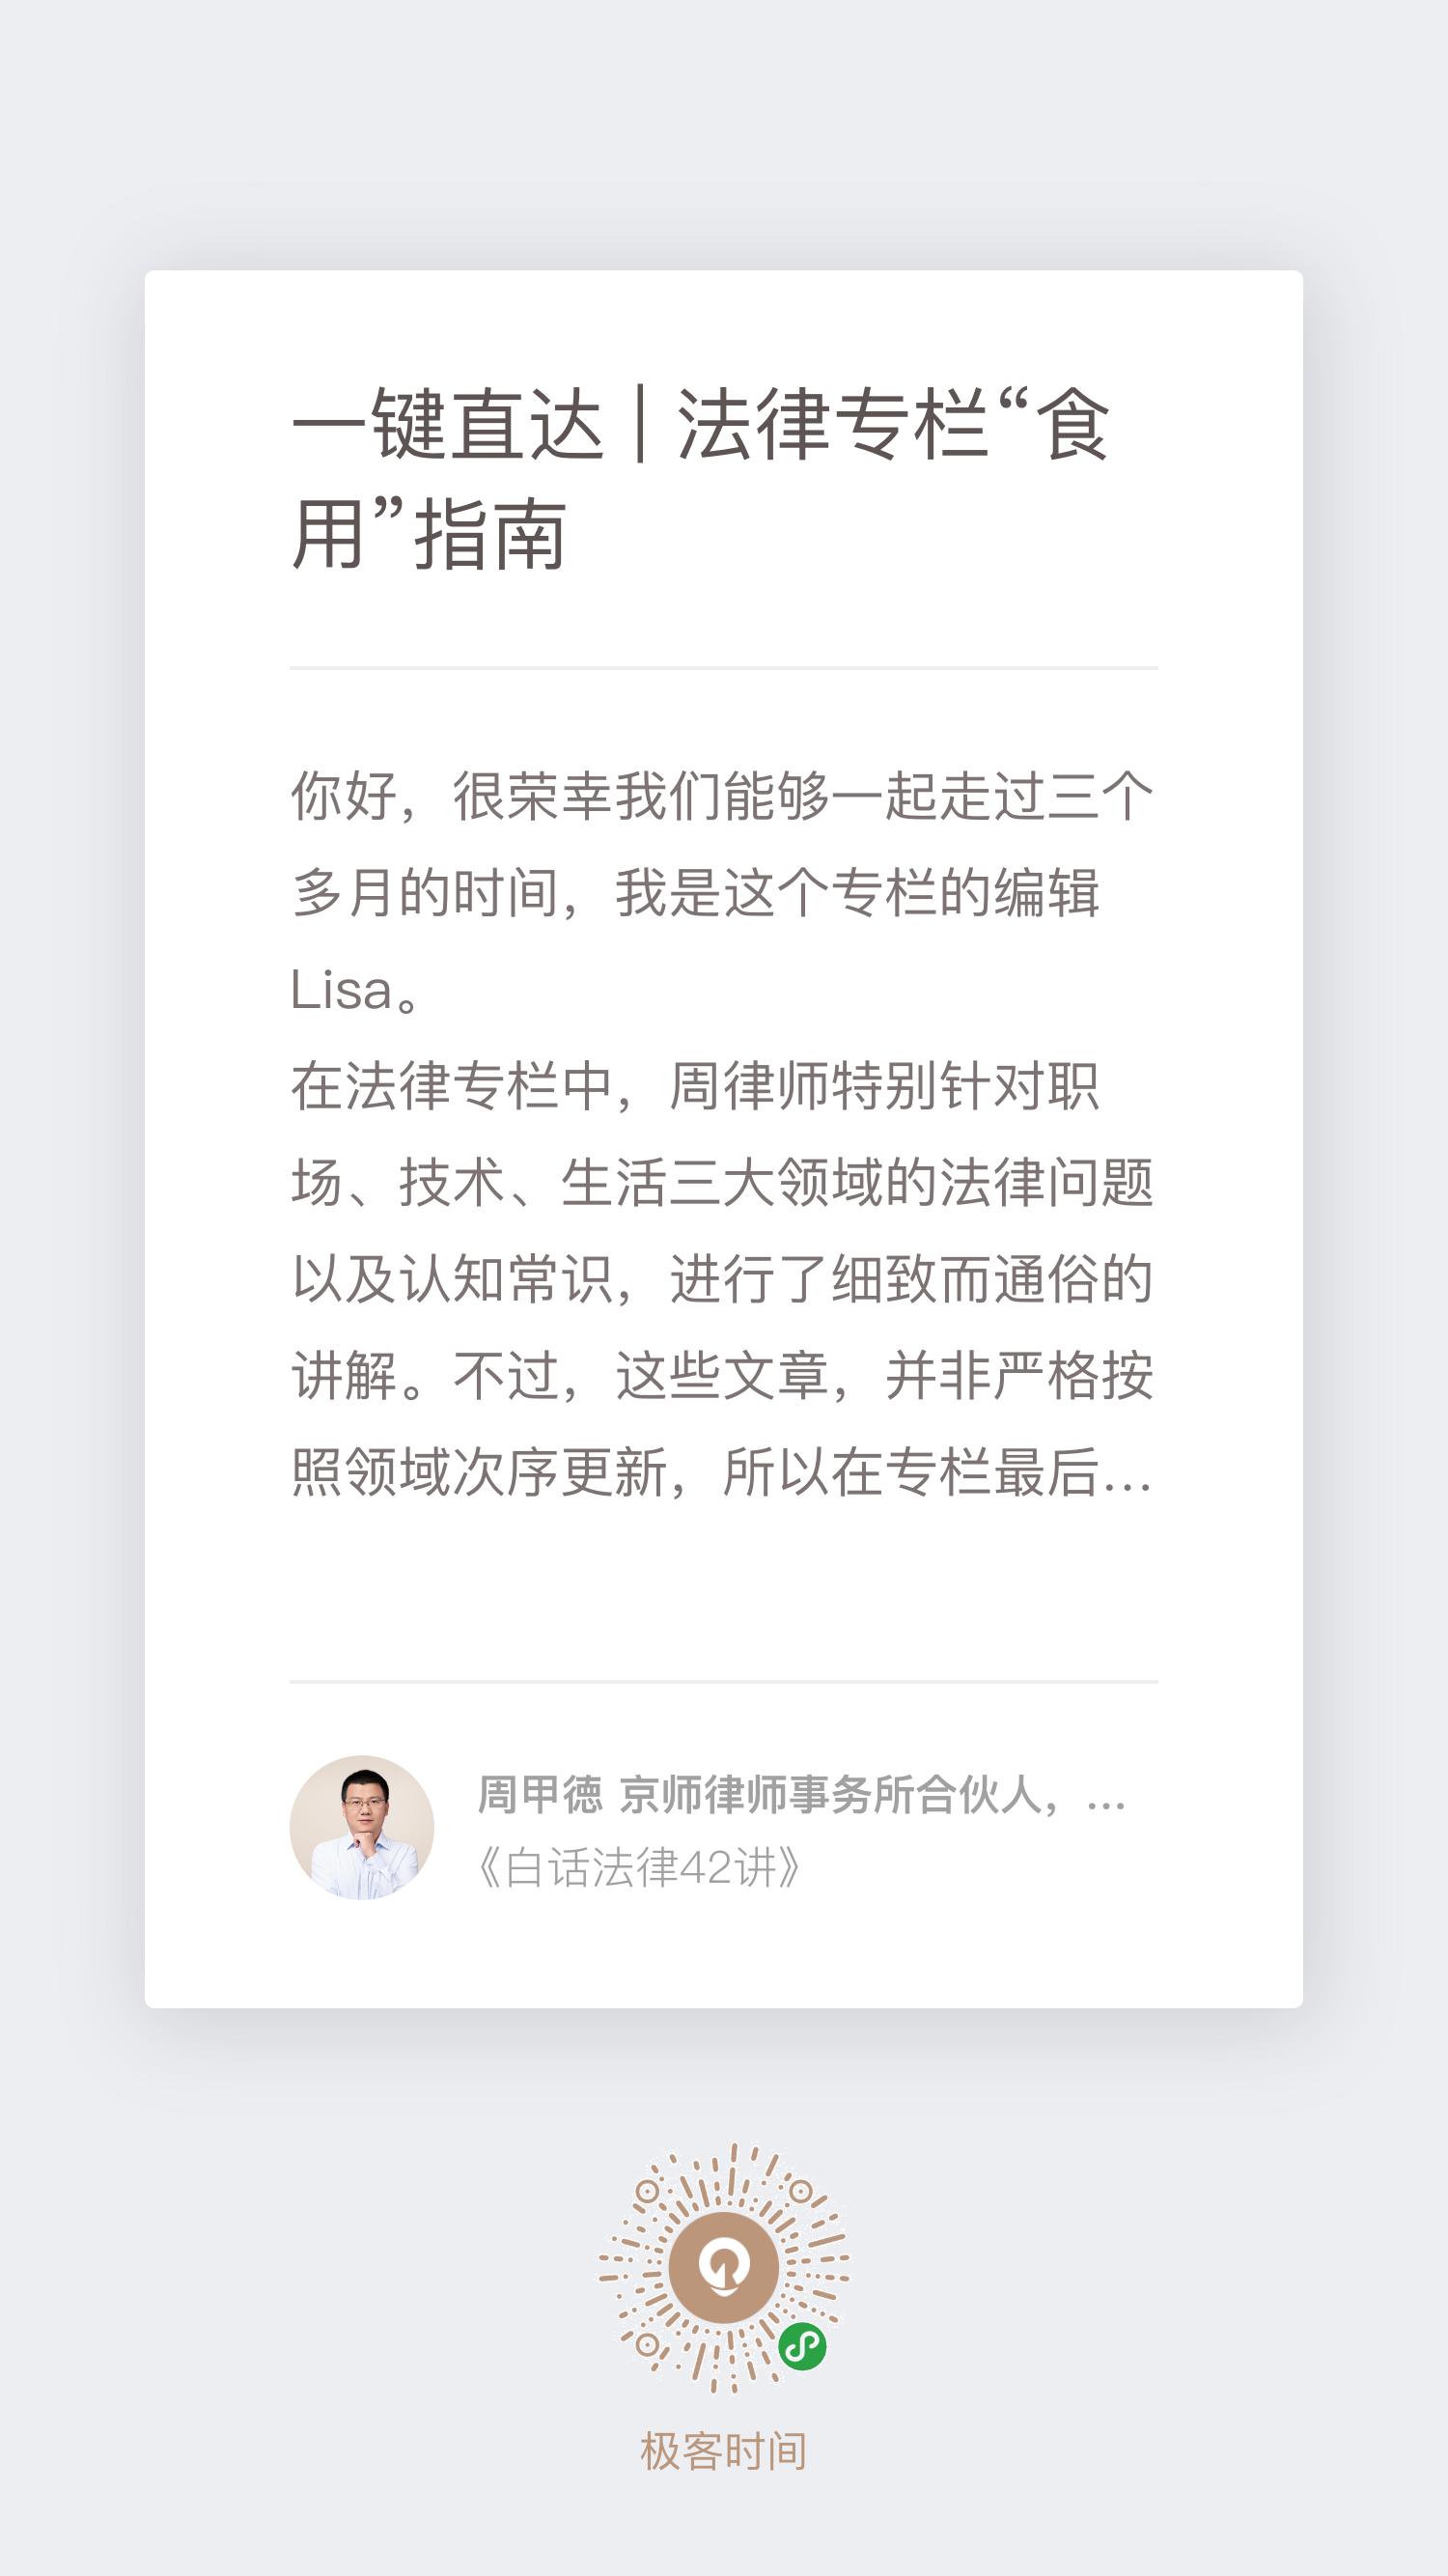 一键直达 | 法律专栏“食
用”指南
你好，很荣幸我们能够一起走过三个
多月的时间，我是这个专栏的编辑
Lisa。
在法律专栏中，周律师特别针对职
场、技术、生活三大领域的法律问题
以及认知常识，进行了细致而通俗的
讲解。不过，这些文章，并非严格按
照领域次序更新，所以在专栏最后...
周甲徳 京师律师事务所合伙人，...
《白话法律42讲》
极客时间